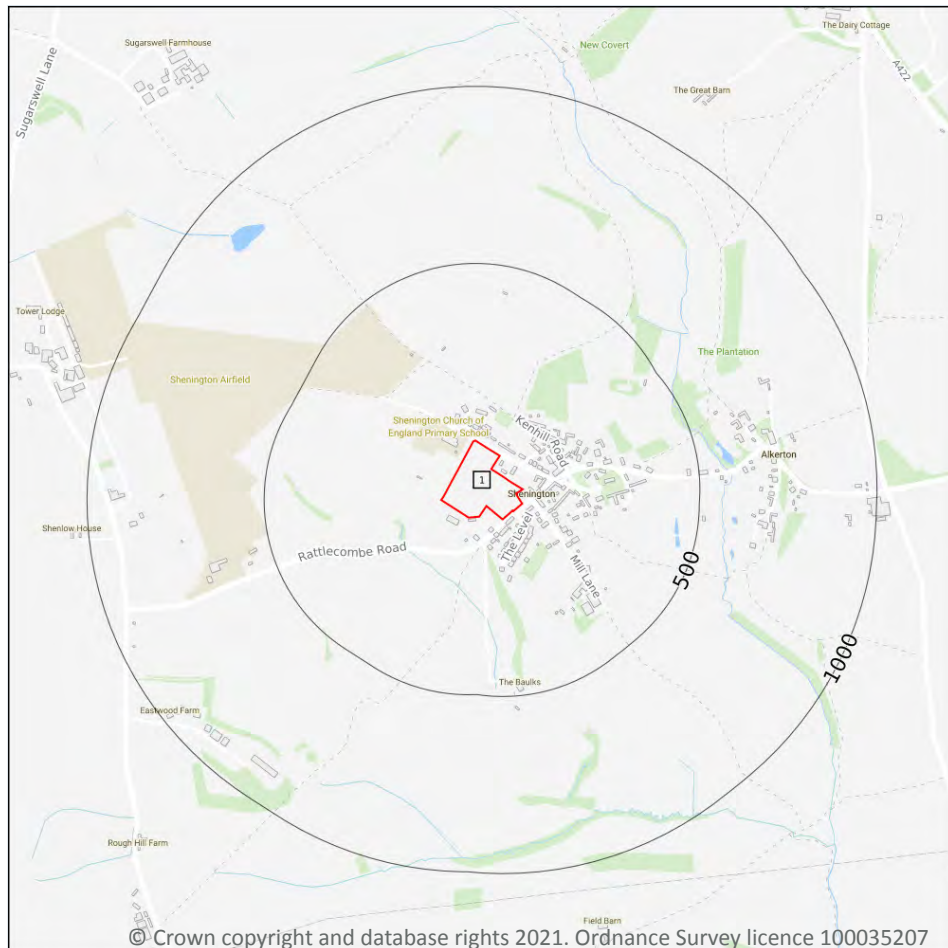 The Dairy Cottage
Sugarswell Farmhouse
New Covert
A422
Sugarswell Lane
The Great Barn
Tower Lodge
The Plantation
Shenington Airfield
Shenington Church of
England Primary School
Kenhill Road
Alkerton
1
Shenington
Shenlow House
The Level
Rattlecombe Road
500
Mill Lane
1000
The Baulks
Eastwood Farm
Rough Hill Farm
Field Barn
© Crown copyright and database rights 2021. Ordnance Survey licence 100035207